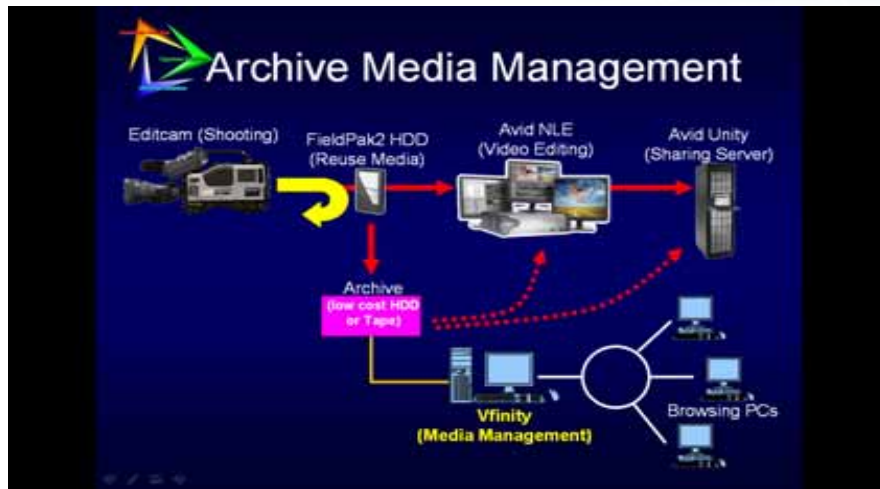 Archive Media Management
Editcam (Shooting)
FieldPak2 HDD
(Reuse Media)
Avid NLE
(Video Editing)
Avid Unity
(Sharing Server)
Archive
(low cost HDD
or Tape)
Vfinity
(Media Management)
Browsing PCs